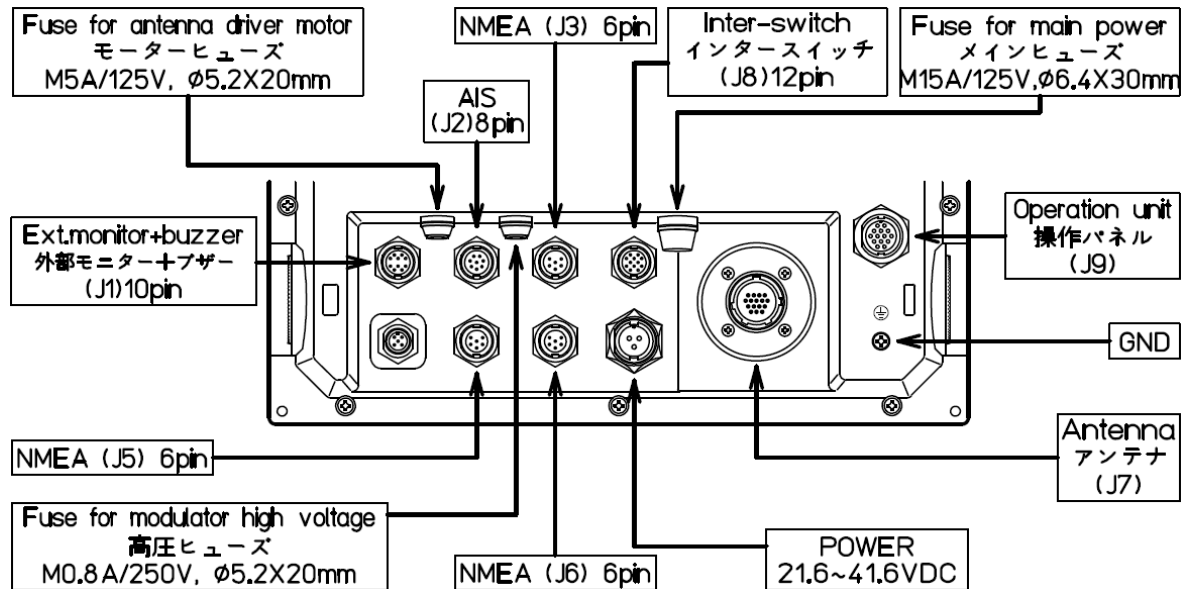 Fuse for antenna driver motor
モーターヒューズ
M5A/125V, Ø5.2X20mm
NMEA (J3) 6pin
Inter-switch
インタースイッチ
(J8)12pin
Fuse for main power
メインヒューズ
M15A/125V,Ø6.4X30mm
AIS
(J2)8pin
Ext.monitor+buzzer
外部モニター+ブザー
(J1)10pin
Operation unit
操作パネル
(J9)
GND
NMEA (J5) 6pin
Antenna
アンテナ
(J7)
Fuse for modulator high voltage
高圧ヒューズ
M0.8A/250V, Ø5.2X20mm
NMEA (J6) 6pin
POWER
21.6~41.6VDC